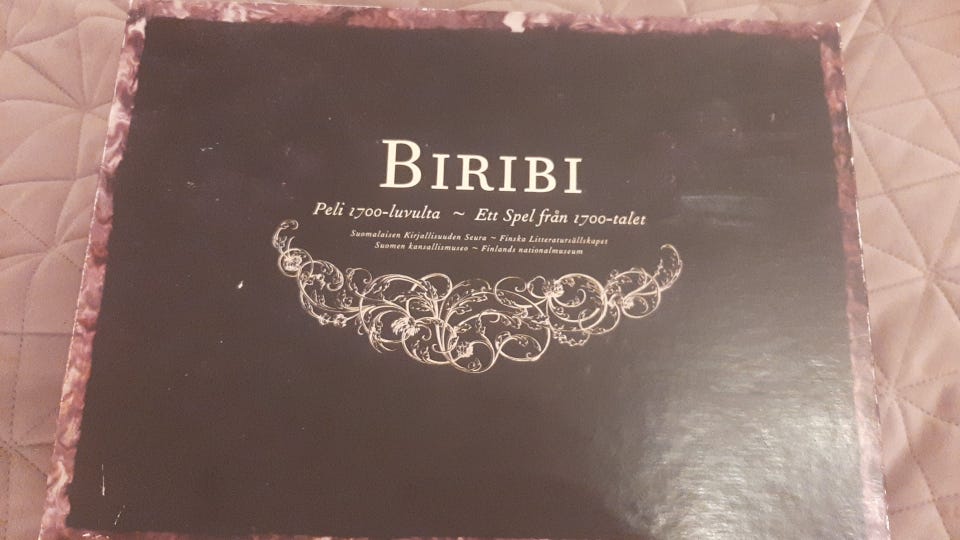 BIRIBI
Peli 1700-luvulta ~ Ett Spel från 1700-talet
Suomalaisen Kirjallisuuden Seura ~ Finska Litteratursällskapet
Suomen kansallismuseo ~ Finlands nationalmuseum